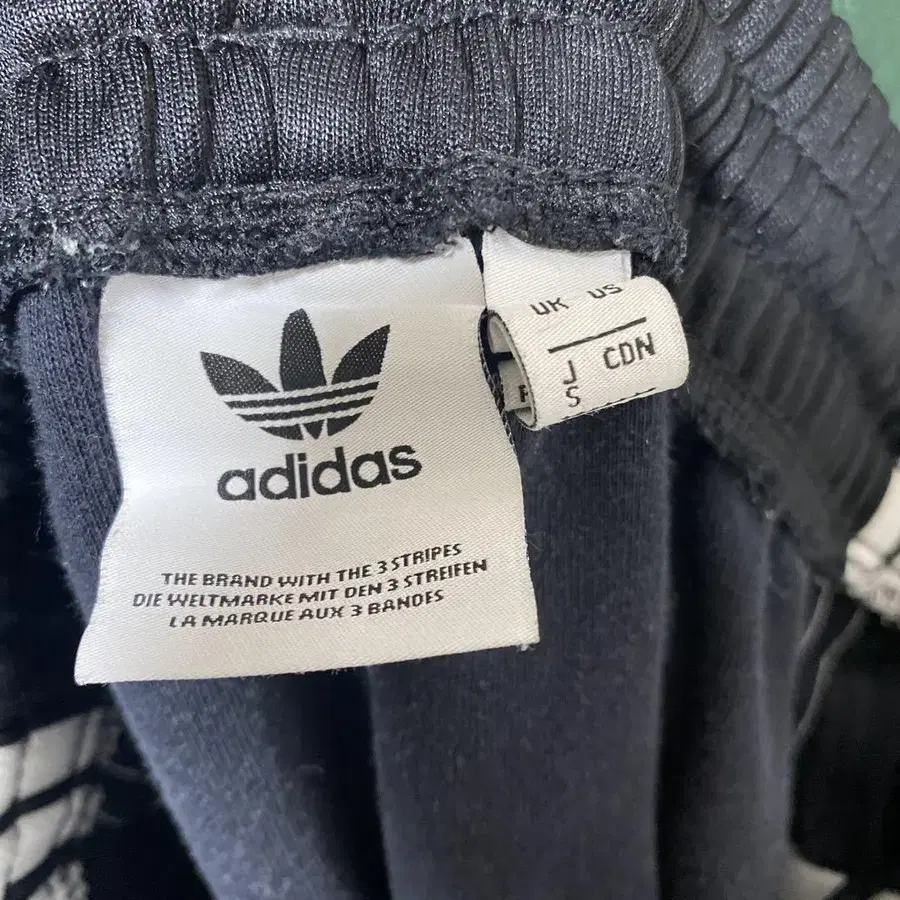 adidas
THE BRAND WITH THE 3 STRIPES
DIE WELTMARKE MIT DEN 3 STREIFEN
LA MARQUE AUX 3 BANDES
UK US
J CDN
S